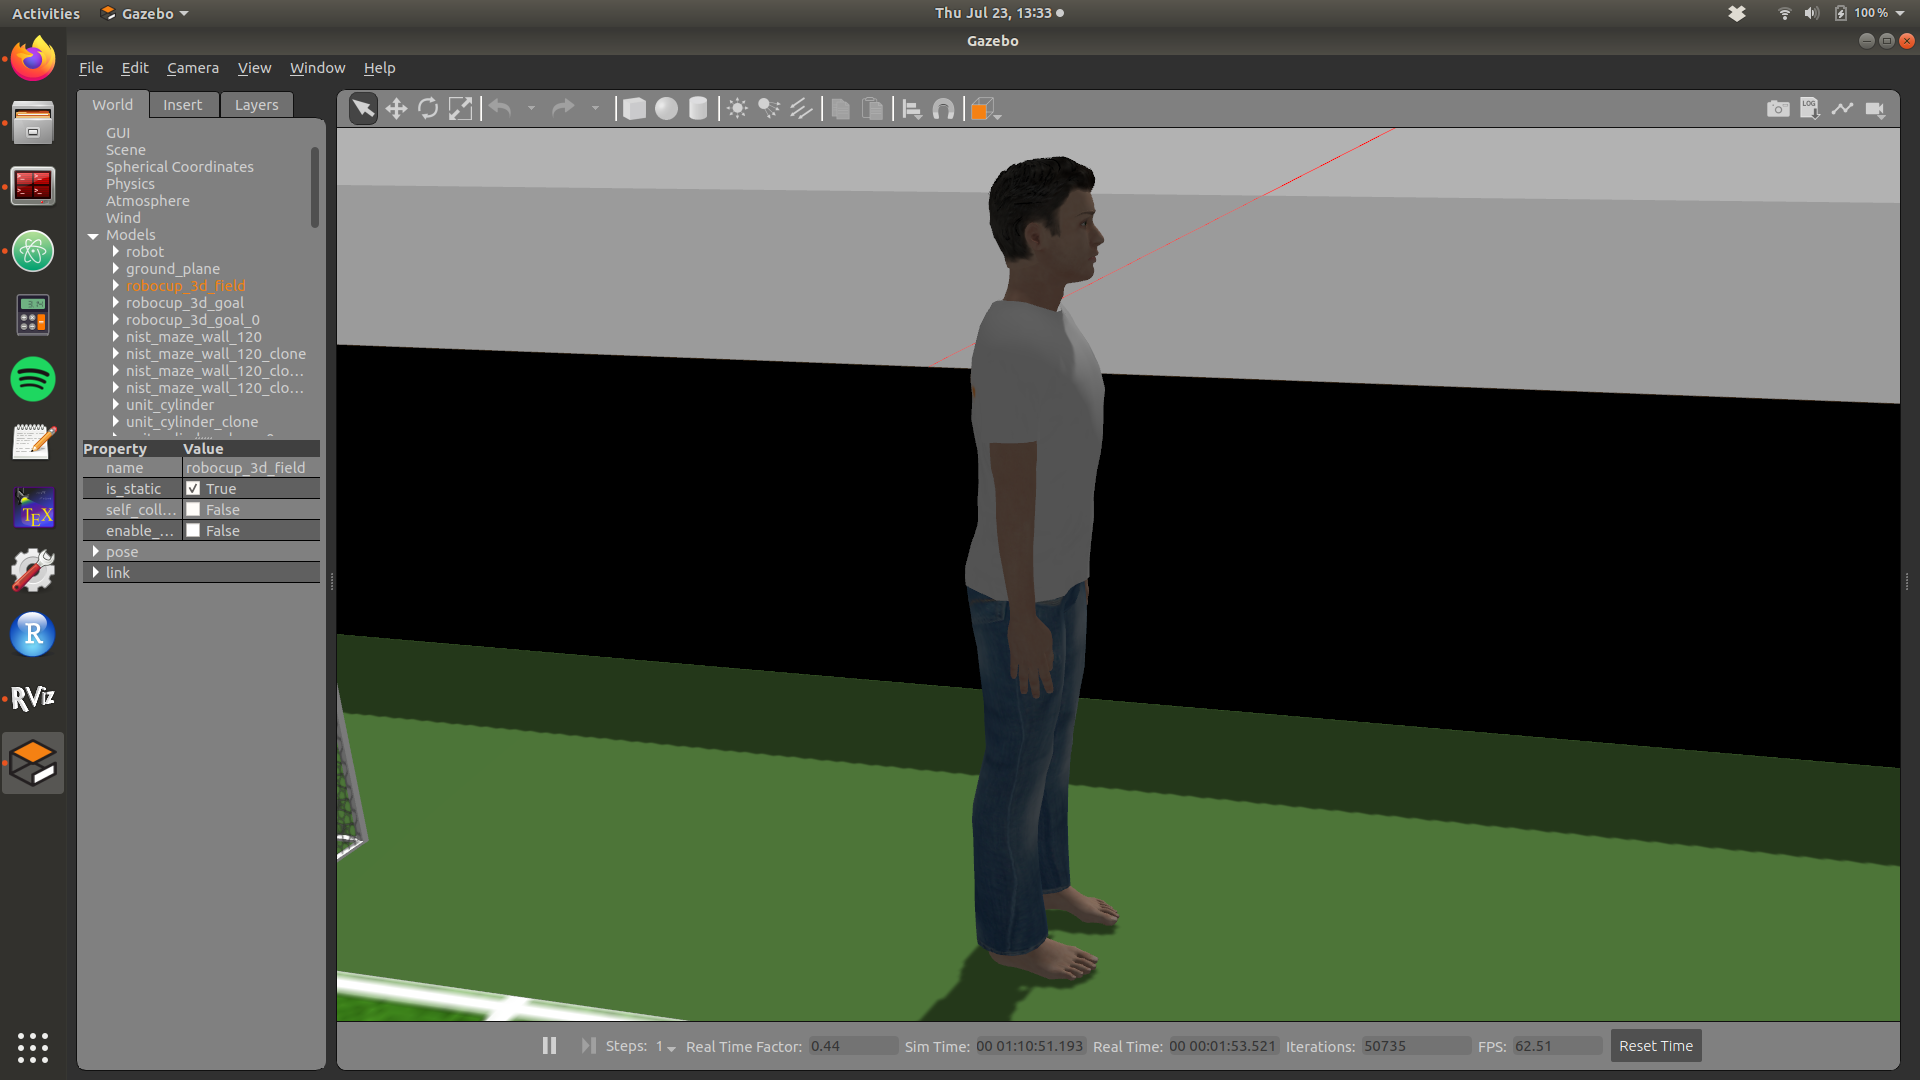 Activities Gazebo Thu Jul 23, 13:33 100 %
Gazebo
File Edit Camera View Window Help
World Insert Layers
LOG
GUI
Scene
Spherical Coordinates
Physics
Atmosphere
Wind
Models
robot
ground_plane
robocup_3d_field
robocup_3d_goal
robocup_3d_goal_0
nist_maze_wall_120
nist_maze_wall_120_clone
nist_maze_wall_120_clo...
nist_maze_wall_120_clo...
unit_cylinder
unit_cylinder_clone
Property Value
name robocup_3d_field
is_static True
self_coll... False
enable_... False
pose
link
TEX
R
RViz
Steps: 1 Real Time Factor: 0.44 Sim Time: 00 01:10:51.193 Real Time: 00 00:01:53.521 Iterations: 50735 FPS: 62.51 Reset Time